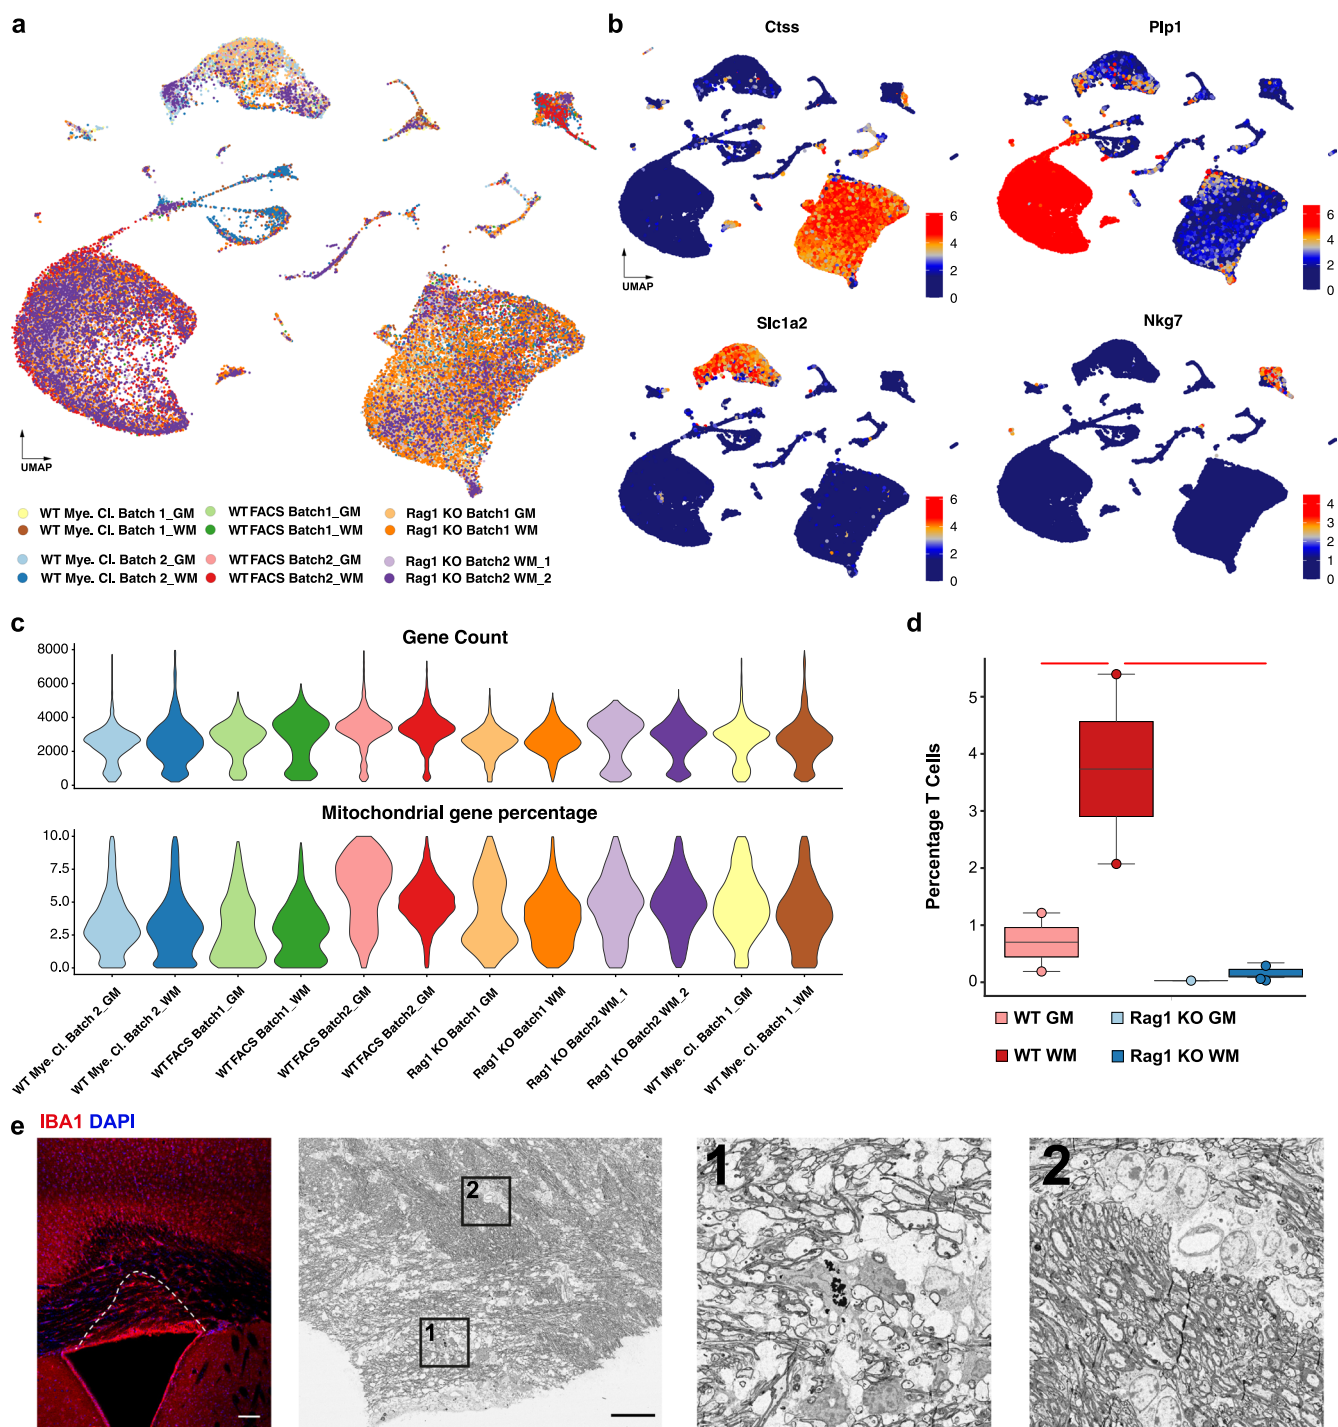 a
UMAP
WT Mye. Cl. Batch 1_GM
WT Mye. Cl. Batch 1_WM
WT Mye. Cl. Batch 2_GM
WT Mye. Cl. Batch 2_WM
WT FACS Batch1_GM
WT FACS Batch1_WM
WT FACS Batch2_GM
WT FACS Batch2_WM
Rag1 KO Batch1 GM
Rag1 KO Batch1 WM
Rag1 KO Batch2 WM_1
Rag1 KO Batch2 WM_2
b
Ctss
6
4
2
0
UMAP
Plp1
6
4
2
0
Slc1a2
6
4
2
0
Nkg7
4
3
2
1
0
c
Gene Count
8000
6000
4000
2000
0
Mitochondrial gene percentage
10.0
7.5
5.0
2.5
0.0
WT Mye. Cl. Batch 2_GM
WT Mye. Cl. Batch 2_WM
WT FACS Batch1_GM
WT FACS Batch1_WM
WT FACS Batch2_GM
WT FACS Batch2_GM
Rag1 KO Batch1 GM
Rag1 KO Batch1 WM
Rag1 KO Batch2 WM_1
Rag1 KO Batch2 WM_2
WT Mye. Cl. Batch 1_GM
WT Mye. Cl. Batch 1_WM
d
Percentage T Cells
5
4
3
2
1
0
WT GM
Rag1 KO GM
WT WM
Rag1 KO WM
e
IBA1 DAPI
2
1
1
2